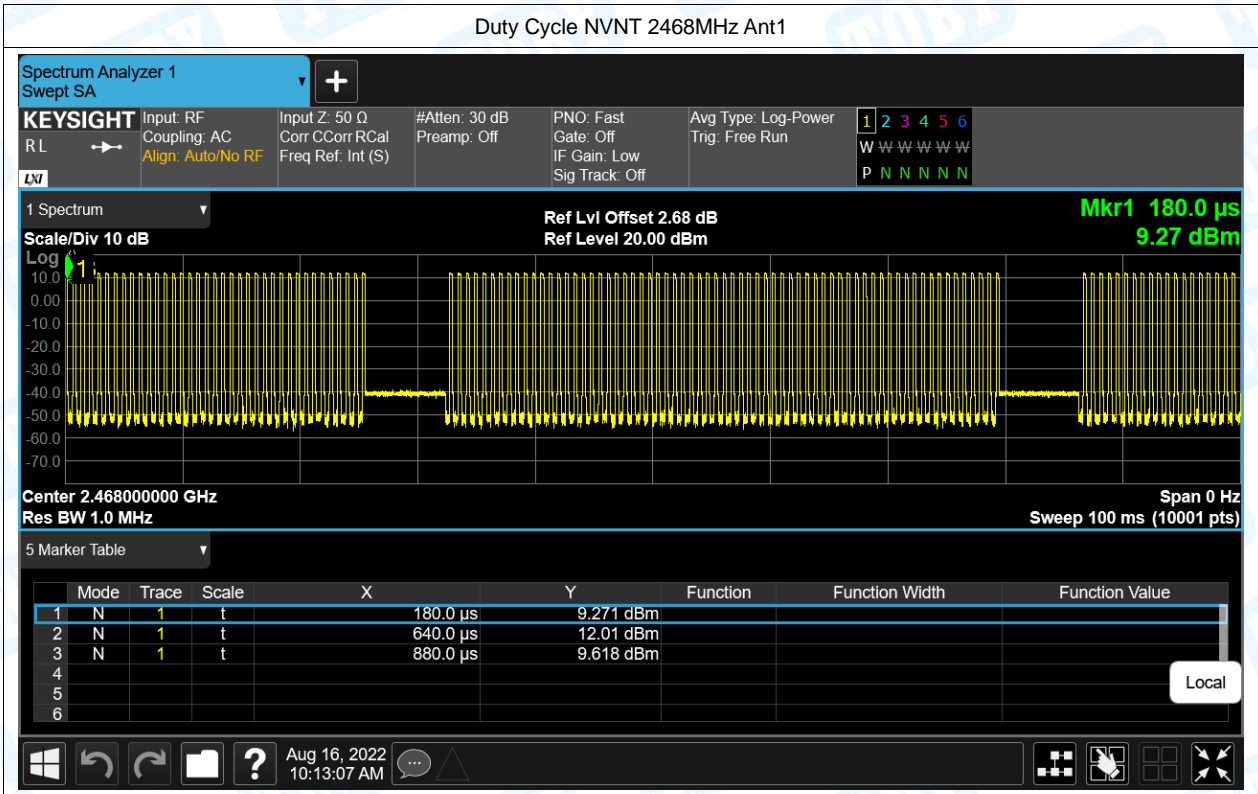 Duty Cycle NVNT 2468MHz Ant1
Spectrum Analyzer 1
Swept SA
+
KEYSIGHT
RL
LXI
Input: RF
Coupling: AC
Align: Auto/No RF
Input Z: 50 Ω
Corr CCorr RCal
Freq Ref: Int (S)
#Atten: 30 dB
Preamp: Off
PNO: Fast
Gate: Off
IF Gain: Low
Sig Track: Off
Avg Type: Log-Power
Trig: Free Run
1 2 3 4 5 6
W W W W W W
P N N N N N
1 Spectrum
Scale/Div 10 dB
Ref Lvl Offset 2.68 dB
Ref Level 20.00 dBm
Mkr1 180.0 µs
9.27 dBm
Log
1
10.0
0.00
-10.0
-20.0
-30.0
-40.0
-50.0
-60.0
-70.0
Center 2.468000000 GHz
Span 0 Hz
Res BW 1.0 MHz
Sweep 100 ms (10001 pts)
5 Marker Table
Mode Trace Scale X Y Function Function Width Function Value
1 N 1 t 180.0 µs 9.271 dBm
2 N 1 t 640.0 µs 12.01 dBm
3 N 1 t 880.0 µs 9.618 dBm
4
5
6
Local
?
Aug 16, 2022
10:13:07 AM